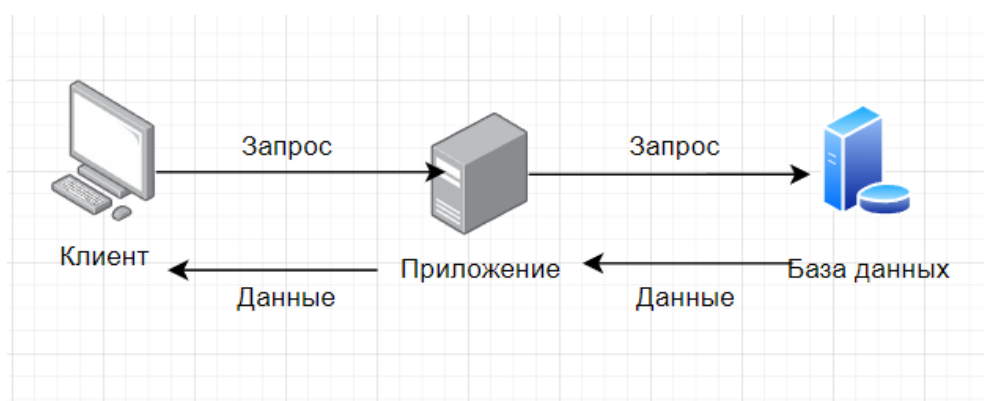 Запрос
Запрос
Клиент
Приложение
База данных
Данные
Данные